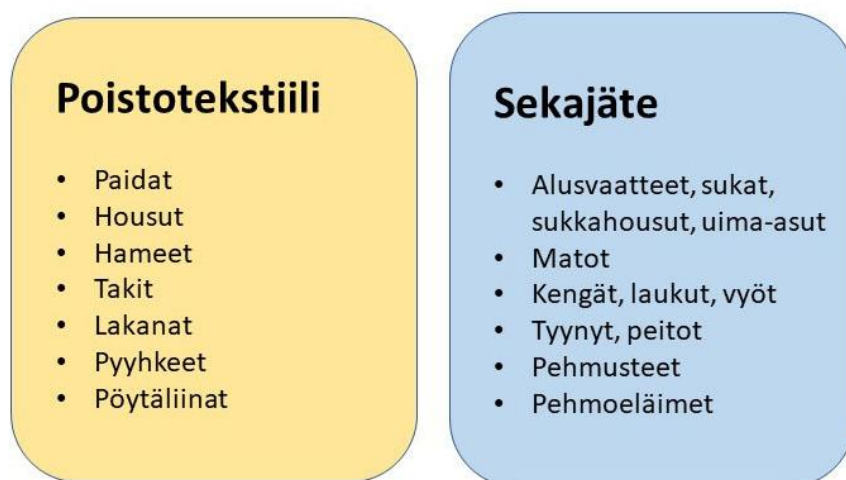 Poistotekstiili
• Paidat
• Housut
• Hameet
• Takit
• Lakanat
• Pyyhkeet
• Pöytäliinat
Sekajäte
• Alusvaatteet, sukat,
sukkahousut, uima-asut
• Matot
• Kengät, laukut, vyöt
• Tyynyt, peitot
• Pehmusteet
• Pehmoeläimet